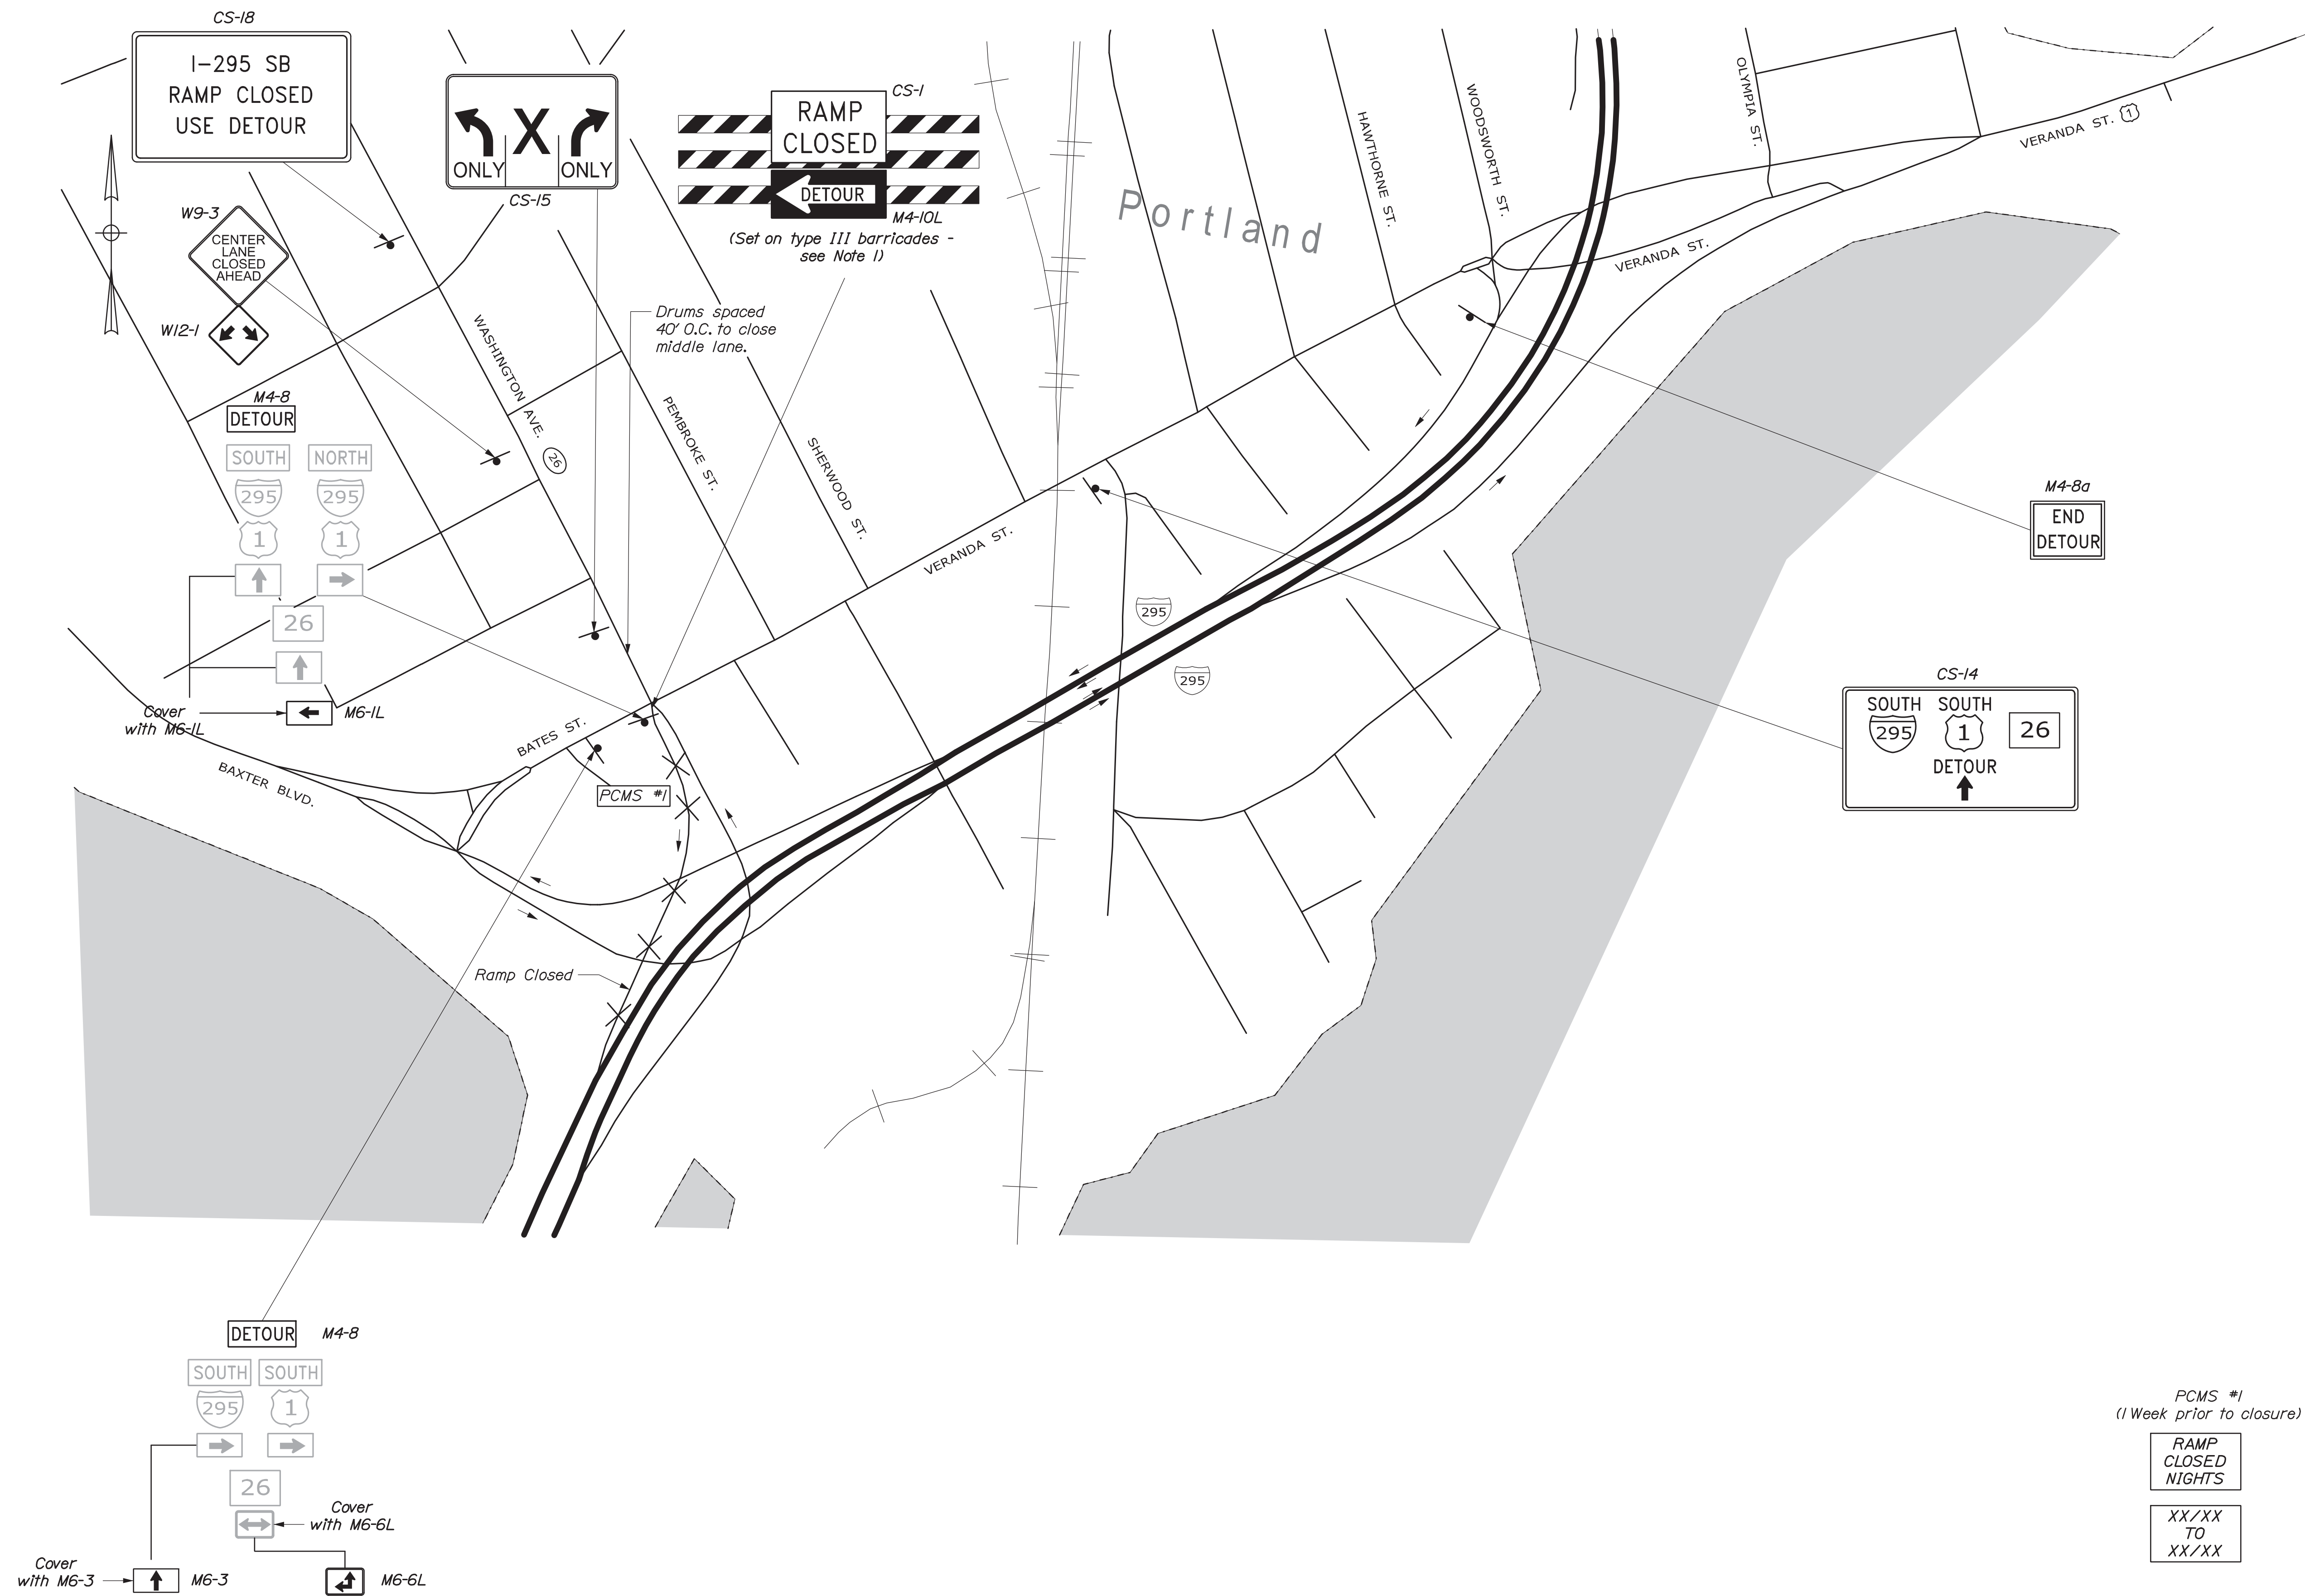 CS-18
I-295 SB
RAMP CLOSED
USE DETOUR
ONLY
X
ONLY
CS-15
CS-1
RAMP
CLOSED
DETOUR
M4-10L
(Set on type III barricades -
see Note 1)
W9-3
CENTER
LANE
CLOSED
AHEAD
W12-1
M4-8
DETOUR
SOUTH
NORTH
295
295
1
1
26
Cover
with M6-1L
M6-1L
Drums spaced
40' O.C. to close
middle lane.
WASHINGTON AVE.
26
PEMBROKE ST.
SHERWOOD ST.
Portland
HAWTHORNE ST.
WOODSWORTH ST.
OLYMPIA ST.
VERANDA ST.
1
VERANDA ST.
VERANDA ST.
BATES ST.
BAXTER BLVD.
PCMS #1
295
295
Ramp Closed
M4-8a
END
DETOUR
CS-14
SOUTH
SOUTH
295
1
26
DETOUR
DETOUR
M4-8
SOUTH
SOUTH
295
1
26
Cover
with M6-6L
Cover
with M6-3
M6-3
M6-6L
PCMS #1
(1 Week prior to closure)
RAMP
CLOSED
NIGHTS
XX/XX
TO
XX/XX